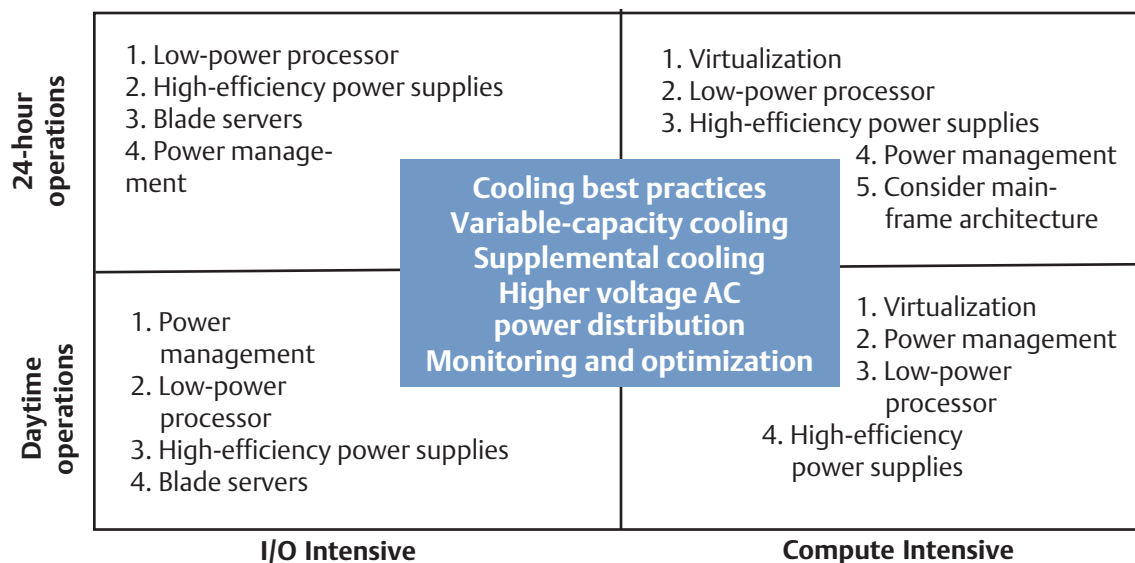 24-hour
operations
1. Low-power processor
2. High-efficiency power supplies
3. Blade servers
4. Power manage-
ment
1. Virtualization
2. Low-power processor
3. High-efficiency power supplies
4. Power management
5. Consider main-
frame architecture
Cooling best practices
Variable-capacity cooling
Supplemental cooling
Higher voltage AC
power distribution
Monitoring and optimization
Daytime
operations
1. Power
management
2. Low-power
processor
3. High-efficiency power supplies
4. Blade servers
1. Virtualization
2. Power management
3. Low-power
processor
4. High-efficiency
power supplies
I/O Intensive
Compute Intensive